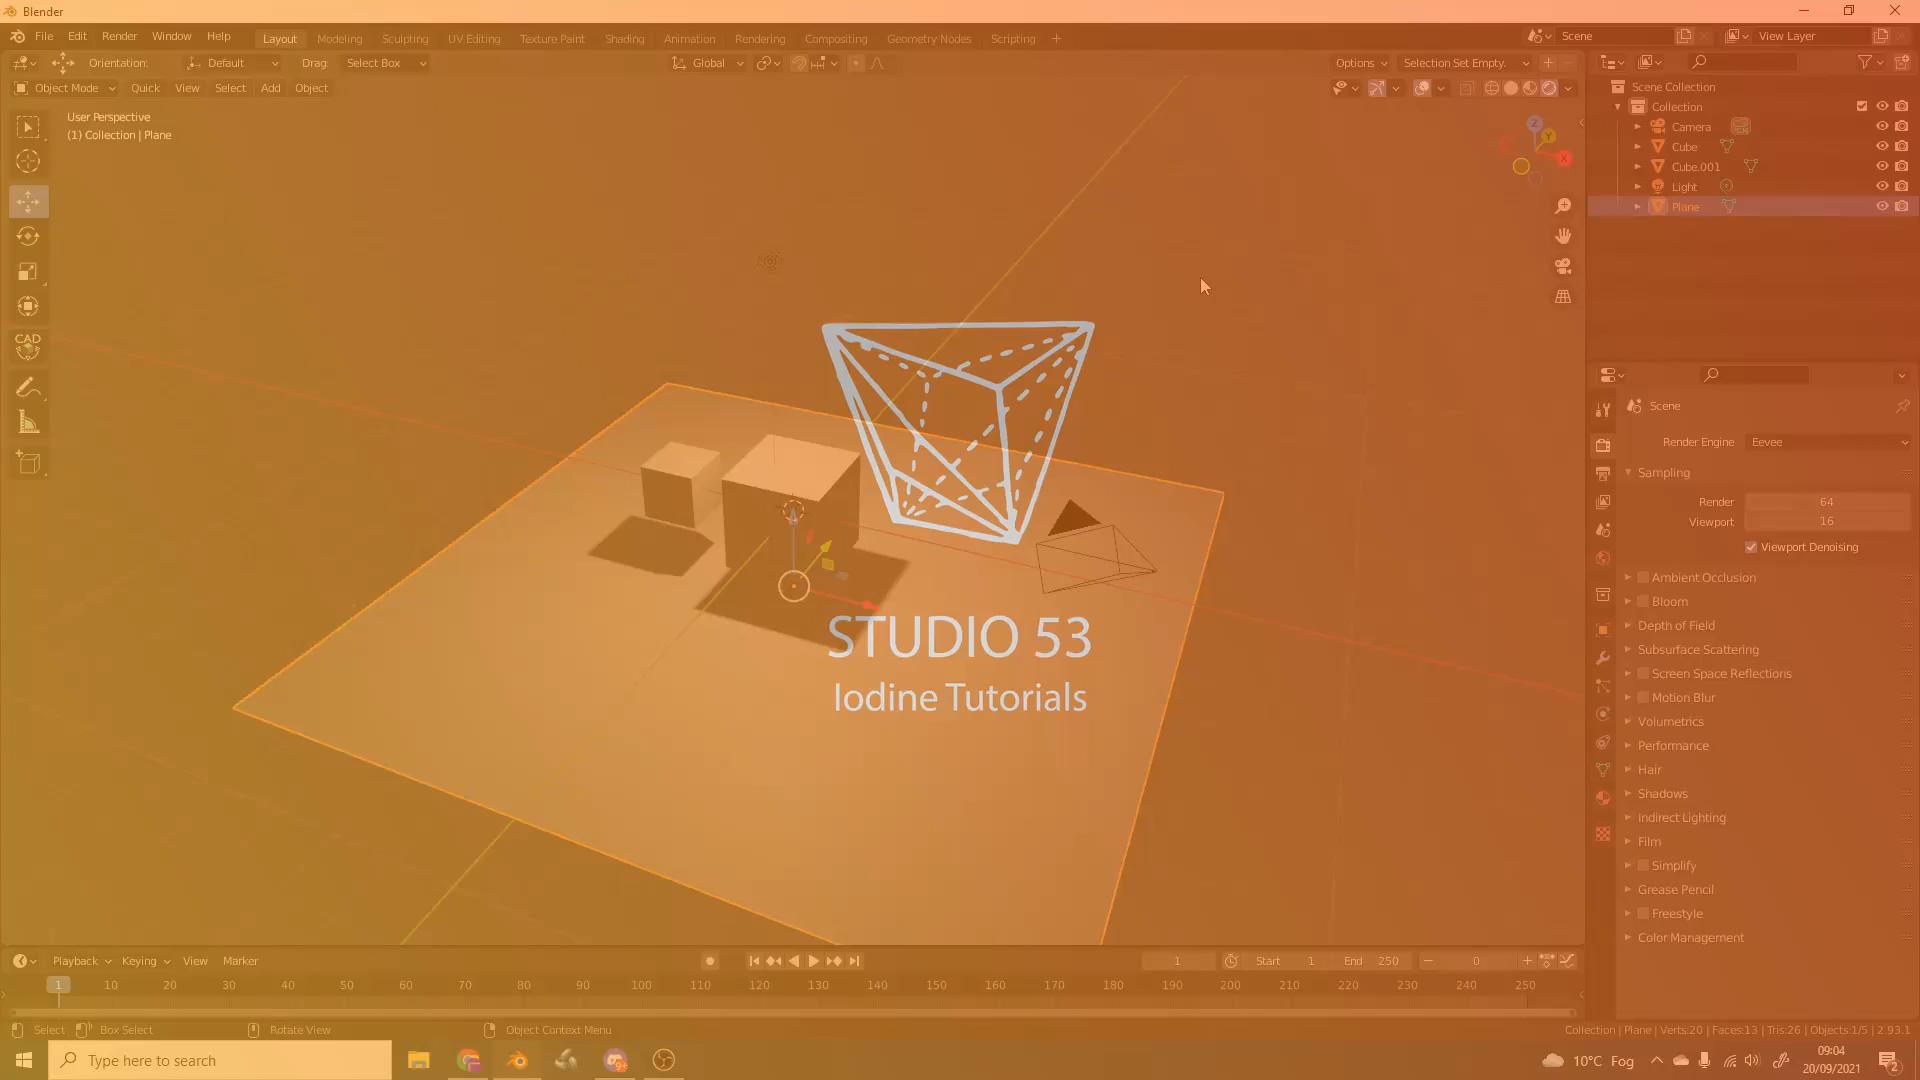 Blender
File Edit Render Window Help Layout Modeling Sculpting UV Editing Texture Paint Shading Animation Rendering Compositing Geometry Nodes Scripting + Scene View Layer
Orientation: Default Drag: Select Box Global Options Selection Set Empty.
Object Mode Quick View Select Add Object
User Perspective
(1) Collection | Plane
CAD
Z
Y
X
Scene Collection
Collection
Camera
Cube
Cube.001
Light
Plane
Scene
Render Engine Eevee
Sampling
Render 64
Viewport 16
Viewport Denoising
Ambient Occlusion
Bloom
Depth of Field
Subsurface Scattering
Screen Space Reflections
Motion Blur
Volumetrics
Performance
Hair
Shadows
Indirect Lighting
Film
Simplify
Grease Pencil
Freestyle
Color Management
STUDIO 53
Iodine Tutorials
Playback Keying View Marker 1 Start 1 End 250 0
1 10 20 30 40 50 60 70 80 90 100 110 120 130 140 150 160 170 180 190 200 210 220 230 240 250
Select Box Select Rotate View Object Context Menu Collection | Plane | Verts:20 | Faces:13 | Tris:26 | Objects:1/5 | 2.93.1
Type here to search 9+ 10°C Fog 09:04
20/09/2021 2